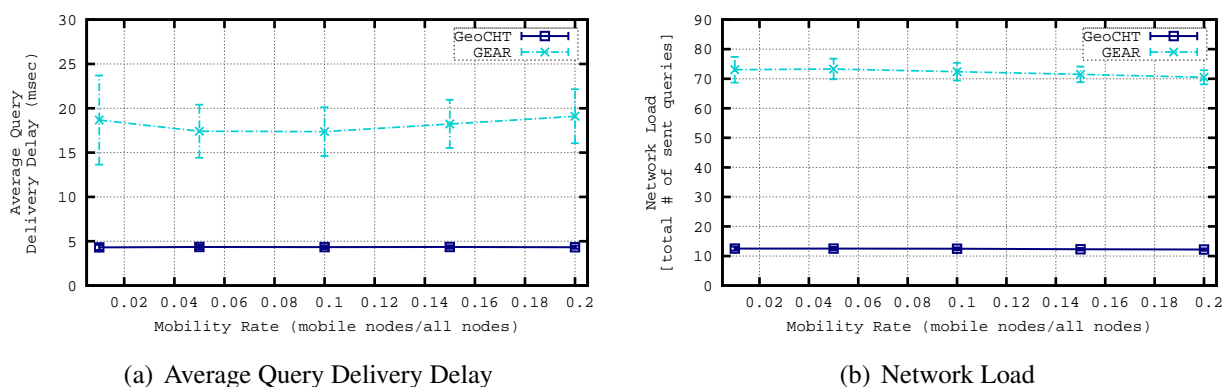 GeoCHT
GEAR
30
25
20
15
10
5
0
Average Query
Delivery Delay (msec)
0.02 0.04 0.06 0.08 0.1 0.12 0.14 0.16 0.18 0.2
Mobility Rate (mobile nodes/all nodes)
(a) Average Query Delivery Delay
GeoCHT
GEAR
90
80
70
60
50
40
30
20
10
0
Network Load
[total # of sent queries]
0.02 0.04 0.06 0.08 0.1 0.12 0.14 0.16 0.18 0.2
Mobility Rate (mobile nodes/all nodes)
(b) Network Load